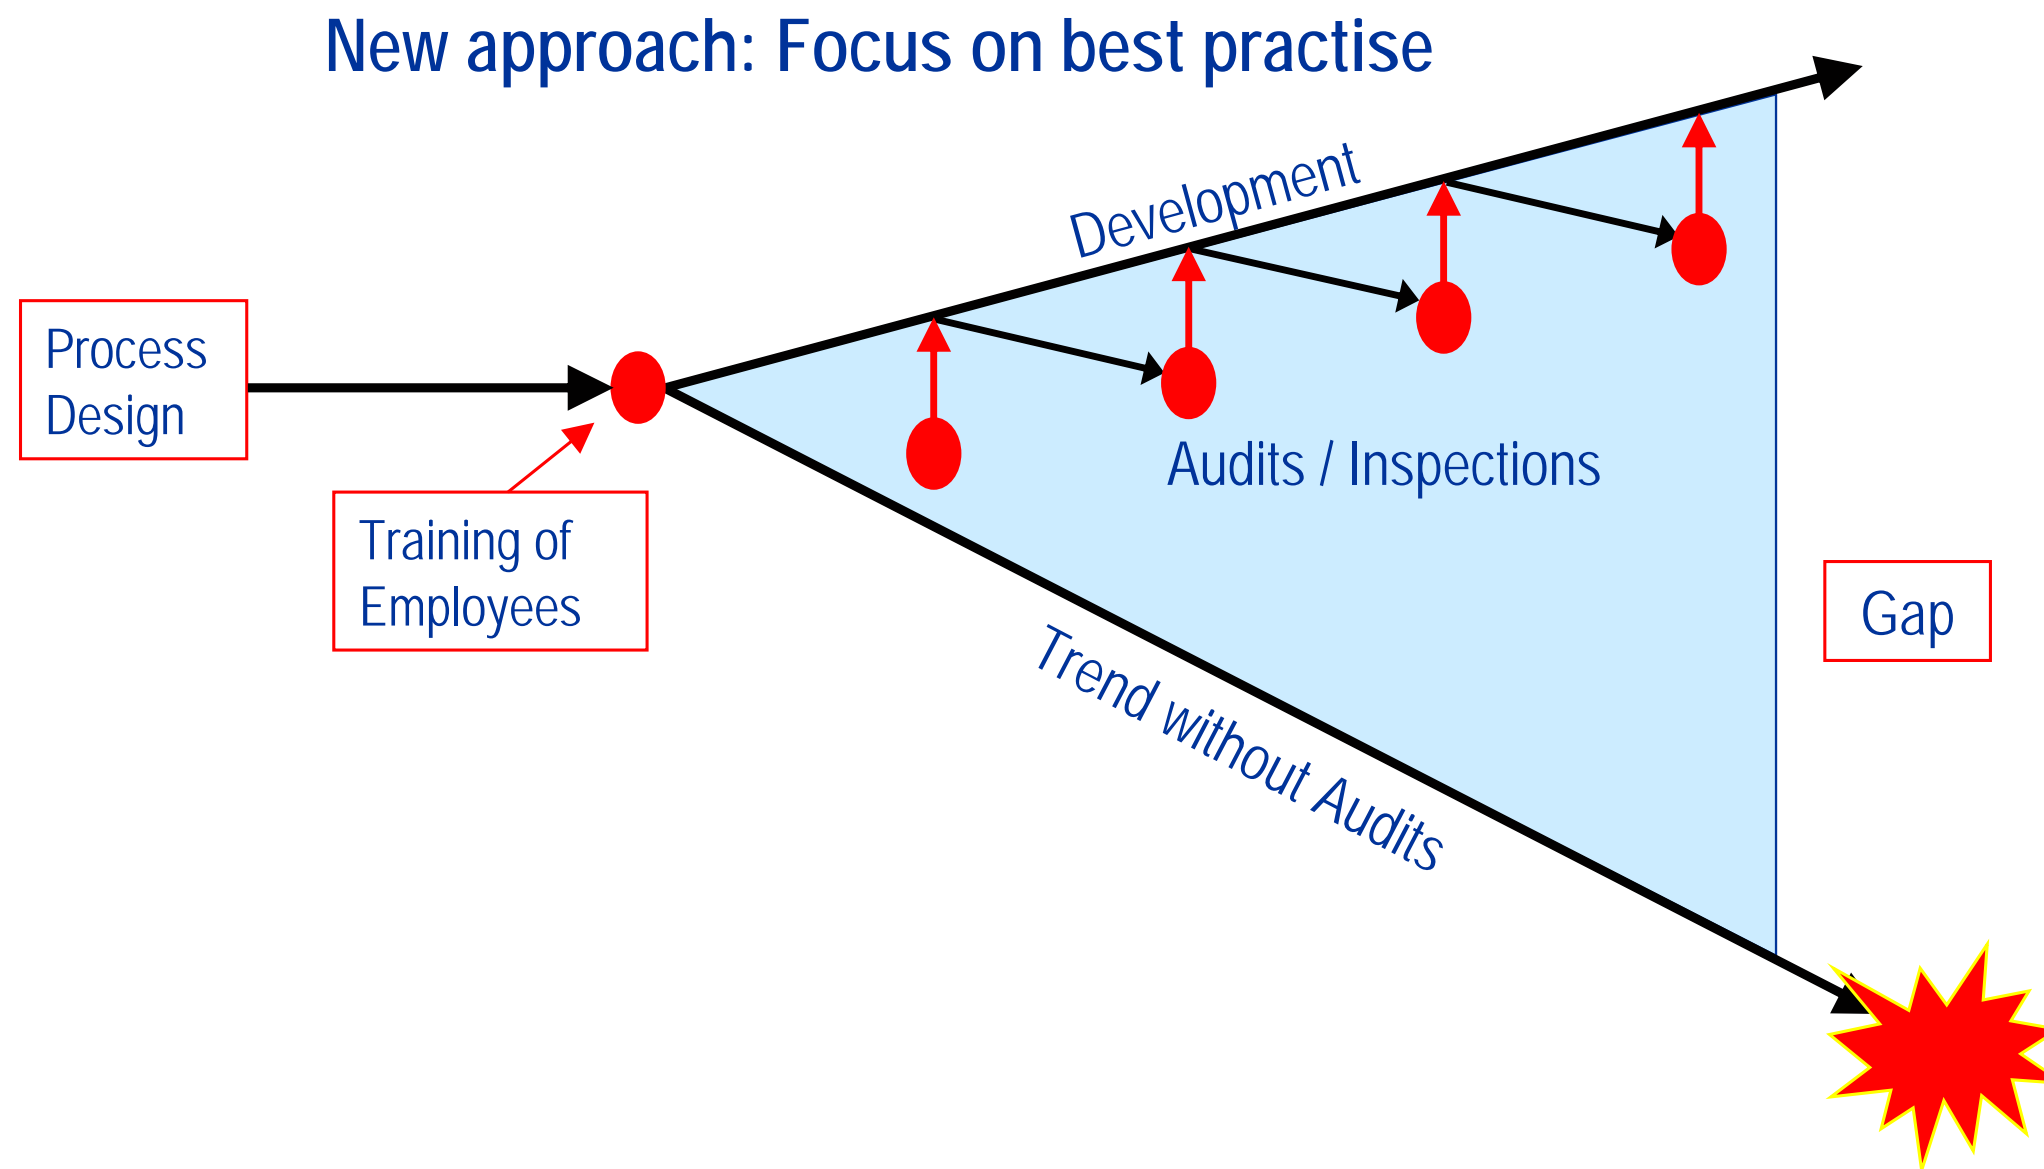 New approach: Focus on best practise
Development
Process
Design
Audits / Inspections
Training of
Employees
Gap
Trend without Audits